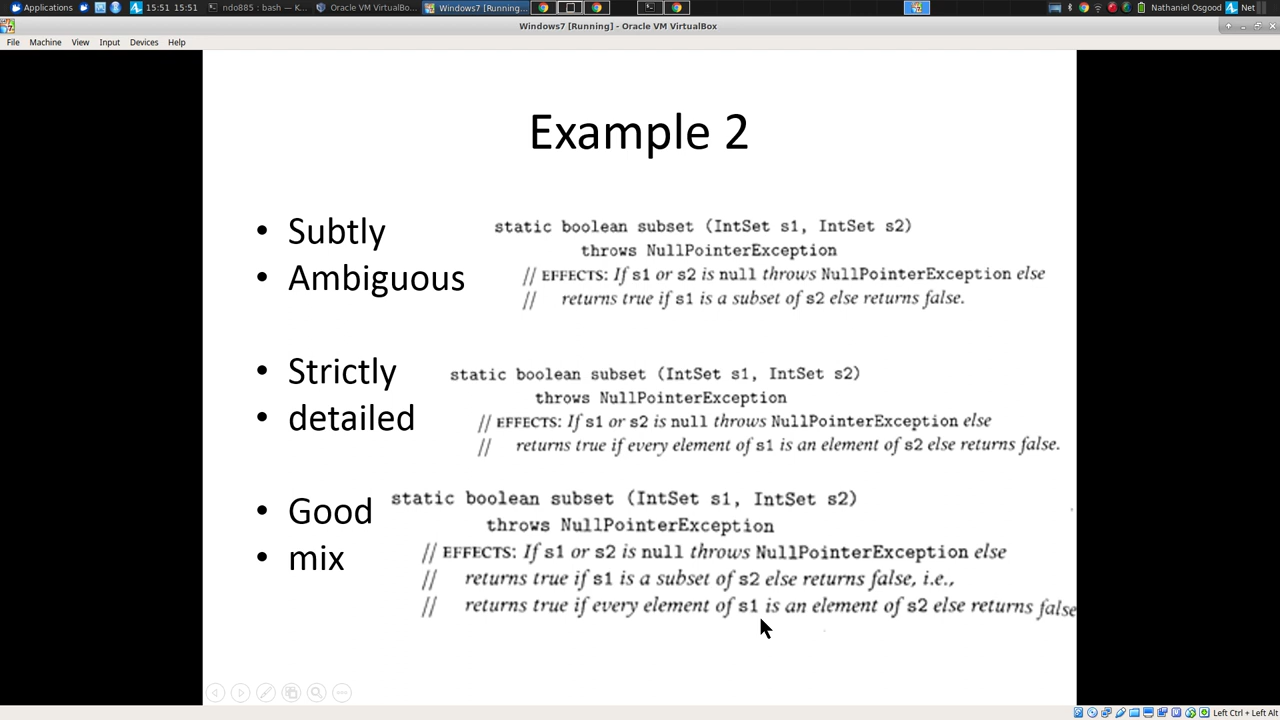 Applications 15:51 15:51 ndo885 : bash — K... Oracle VM VirtualBo... Windows7 [Running... Nathaniel Osgood Net
Windows7 [Running] - Oracle VM VirtualBox
File Machine View Input Devices Help
Example 2
• Subtly
• Ambiguous
static boolean subset (IntSet s1, IntSet s2)
throws NullPointerException
// EFFECTS: If s1 or s2 is null throws NullPointerException else
// returns true if s1 is a subset of s2 else returns false.
• Strictly
• detailed
static boolean subset (IntSet s1, IntSet s2)
throws NullPointerException
// EFFECTS: If s1 or s2 is null throws NullPointerException else
// returns true if every element of s1 is an element of s2 else returns false.
• Good
• mix
static boolean subset (IntSet s1, IntSet s2)
throws NullPointerException
// EFFECTS: If s1 or s2 is null throws NullPointerException else
// returns true if s1 is a subset of s2 else returns false, i.e.,
// returns true if every element of s1 is an element of s2 else returns false
Left Ctrl + Left Alt